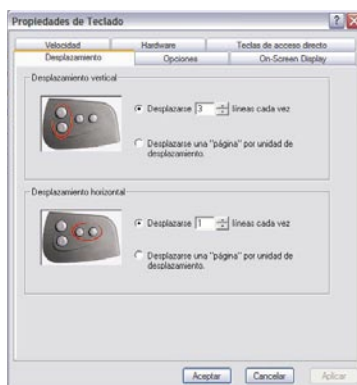 Propiedades de Teclado
Velocidad Hardware Teclas de acceso directo
Desplazamiento Opciones On-Screen Display
Desplazamiento vertical
Desplazarse 3 líneas cada vez
Desplazarse una "página" por unidad de
desplazamiento.
Desplazamiento horizontal
Desplazarse 1 líneas cada vez
Desplazarse una "página" por unidad de
desplazamiento.
Aceptar Cancelar Aplicar